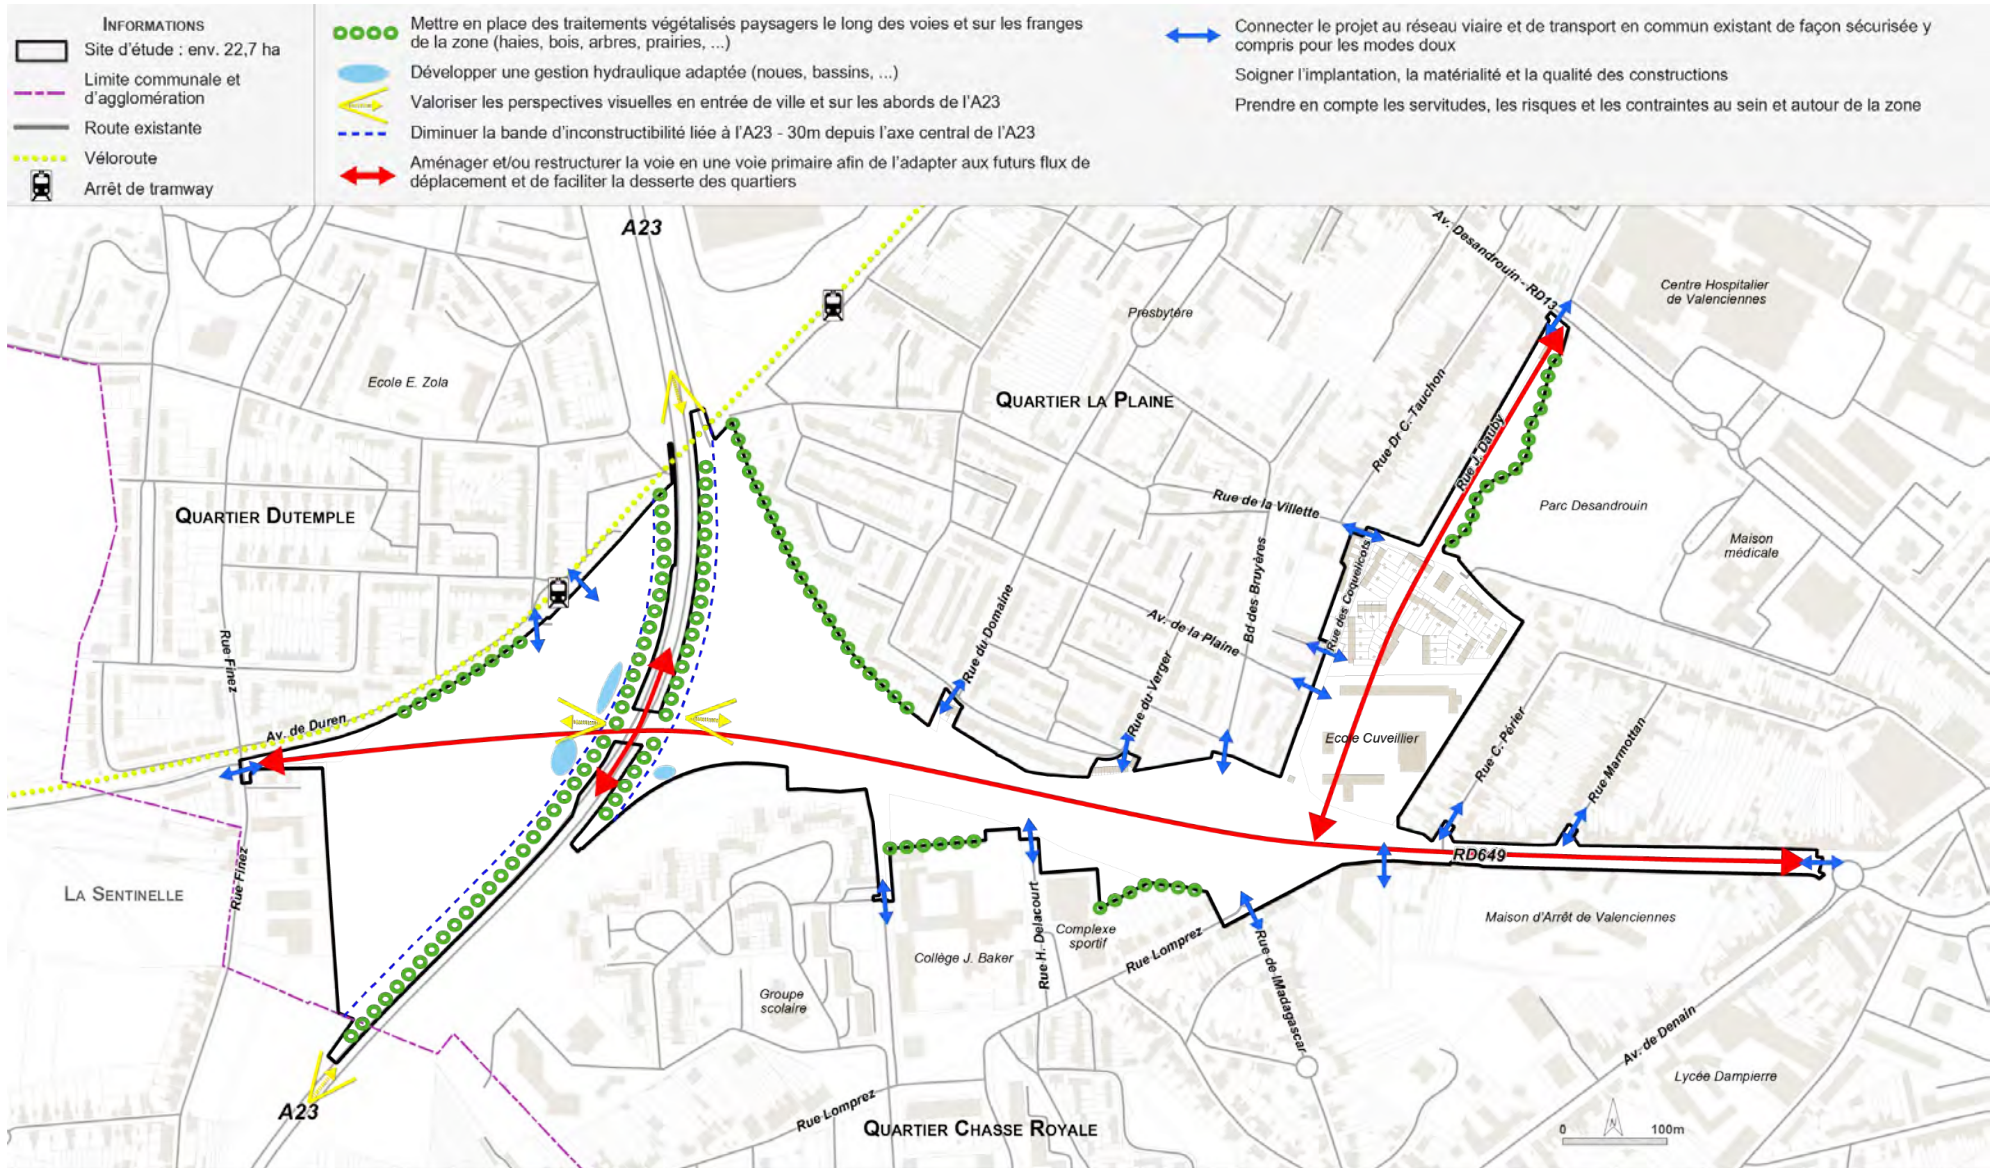 INFORMATIONS
Site d'étude : env. 22,7 ha
Limite communale et
d'agglomération
Route existante
Véloroute
Arrêt de tramway
Mettre en place des traitements végétalisés paysagers le long des voies et sur les franges
de la zone (haies, bois, arbres, prairies, ...)
Développer une gestion hydraulique adaptée (noues, bassins, ...)
Valoriser les perspectives visuelles en entrée de ville et sur les abords de l'A23
Diminuer la bande d'inconstructibilité liée à l'A23 - 30m depuis l'axe central de l'A23
Aménager et/ou restructurer la voie en une voie primaire afin de l'adapter aux futurs flux de
déplacement et de faciliter la desserte des quartiers
Connecter le projet au réseau viaire et de transport en commun existant de façon sécurisée y
compris pour les modes doux
Soigner l'implantation, la matérialité et la qualité des constructions
Prendre en compte les servitudes, les risques et les contraintes au sein et autour de la zone
A23
Av. Desandrouin - RD13
Centre Hospitalier
de Valenciennes
Presbytère
Ecole E. Zola
QUARTIER LA PLAINE
Rue Dr C. Tauchon
Rue J. Dauby
QUARTIER DUTEMPLE
Rue de la Villette
Parc Desandrouin
Maison
médicale
Rue des Coquelicots
Bd des Bruyères
Av. de la Plaine
Rue du Domaine
Rue du Verger
Rue Finez
Av. de Duren
Ecole Cuveillier
Rue C. Périer
Rue Marmottan
RD649
LA SENTINELLE
Rue Finez
Maison d'Arrêt de Valenciennes
Collège J. Baker
Rue H. Delacourt
Complexe
sportif
Rue Lomprez
Rue de lMadagascar
Groupe
scolaire
Av. de Denain
Lycée Dampierre
A23
Rue Lomprez
QUARTIER CHASSE ROYALE
N
0
100m